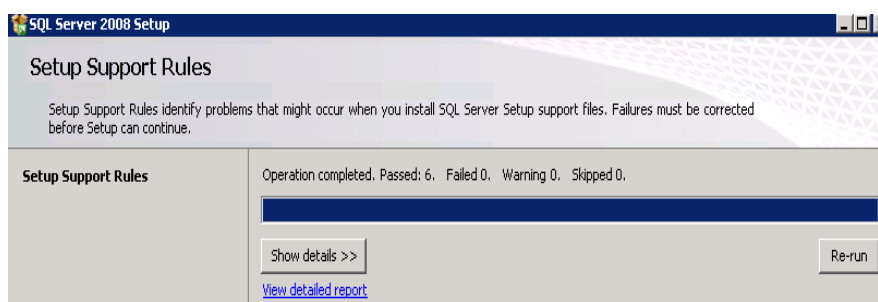 SQL Server 2008 Setup
Setup Support Rules
Setup Support Rules identify problems that might occur when you install SQL Server Setup support files. Failures must be corrected
before Setup can continue.
Setup Support Rules
Operation completed. Passed: 6. Failed 0. Warning 0. Skipped 0.
Show details >>
Re-run
View detailed report